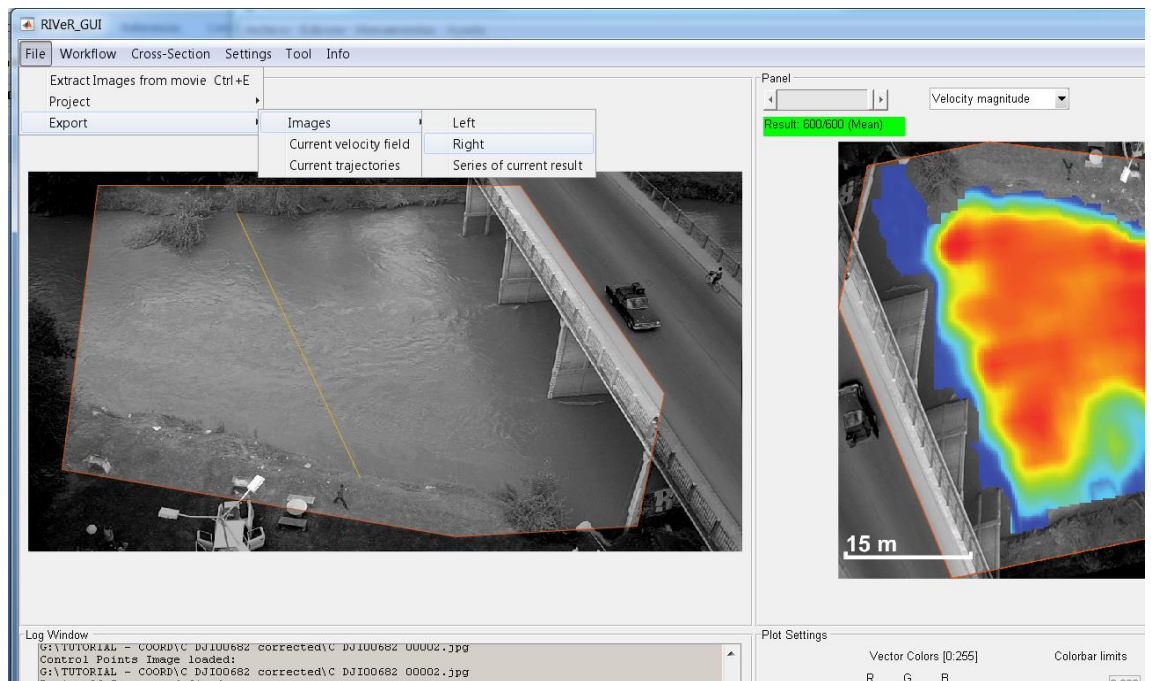 RIVeR_GUI
File Workflow Cross-Section Settings Tool Info
Extract Images from movie Ctrl+E
Project
Export
Images
Current velocity field
Current trajectories
Left
Right
Series of current result
Panel
Velocity magnitude
Result: 600/600 (Mean)
15 m
Log Window
G:\TUTORIAL - COORD\C DJI00682 corrected\C DJI00682 00002.jpg
Control Points Image loaded:
G:\TUTORIAL - COORD\C DJI00682 corrected\C DJI00682 00002.jpg
Plot Settings
Vector Colors [0:255]
Colorbar limits
R G B